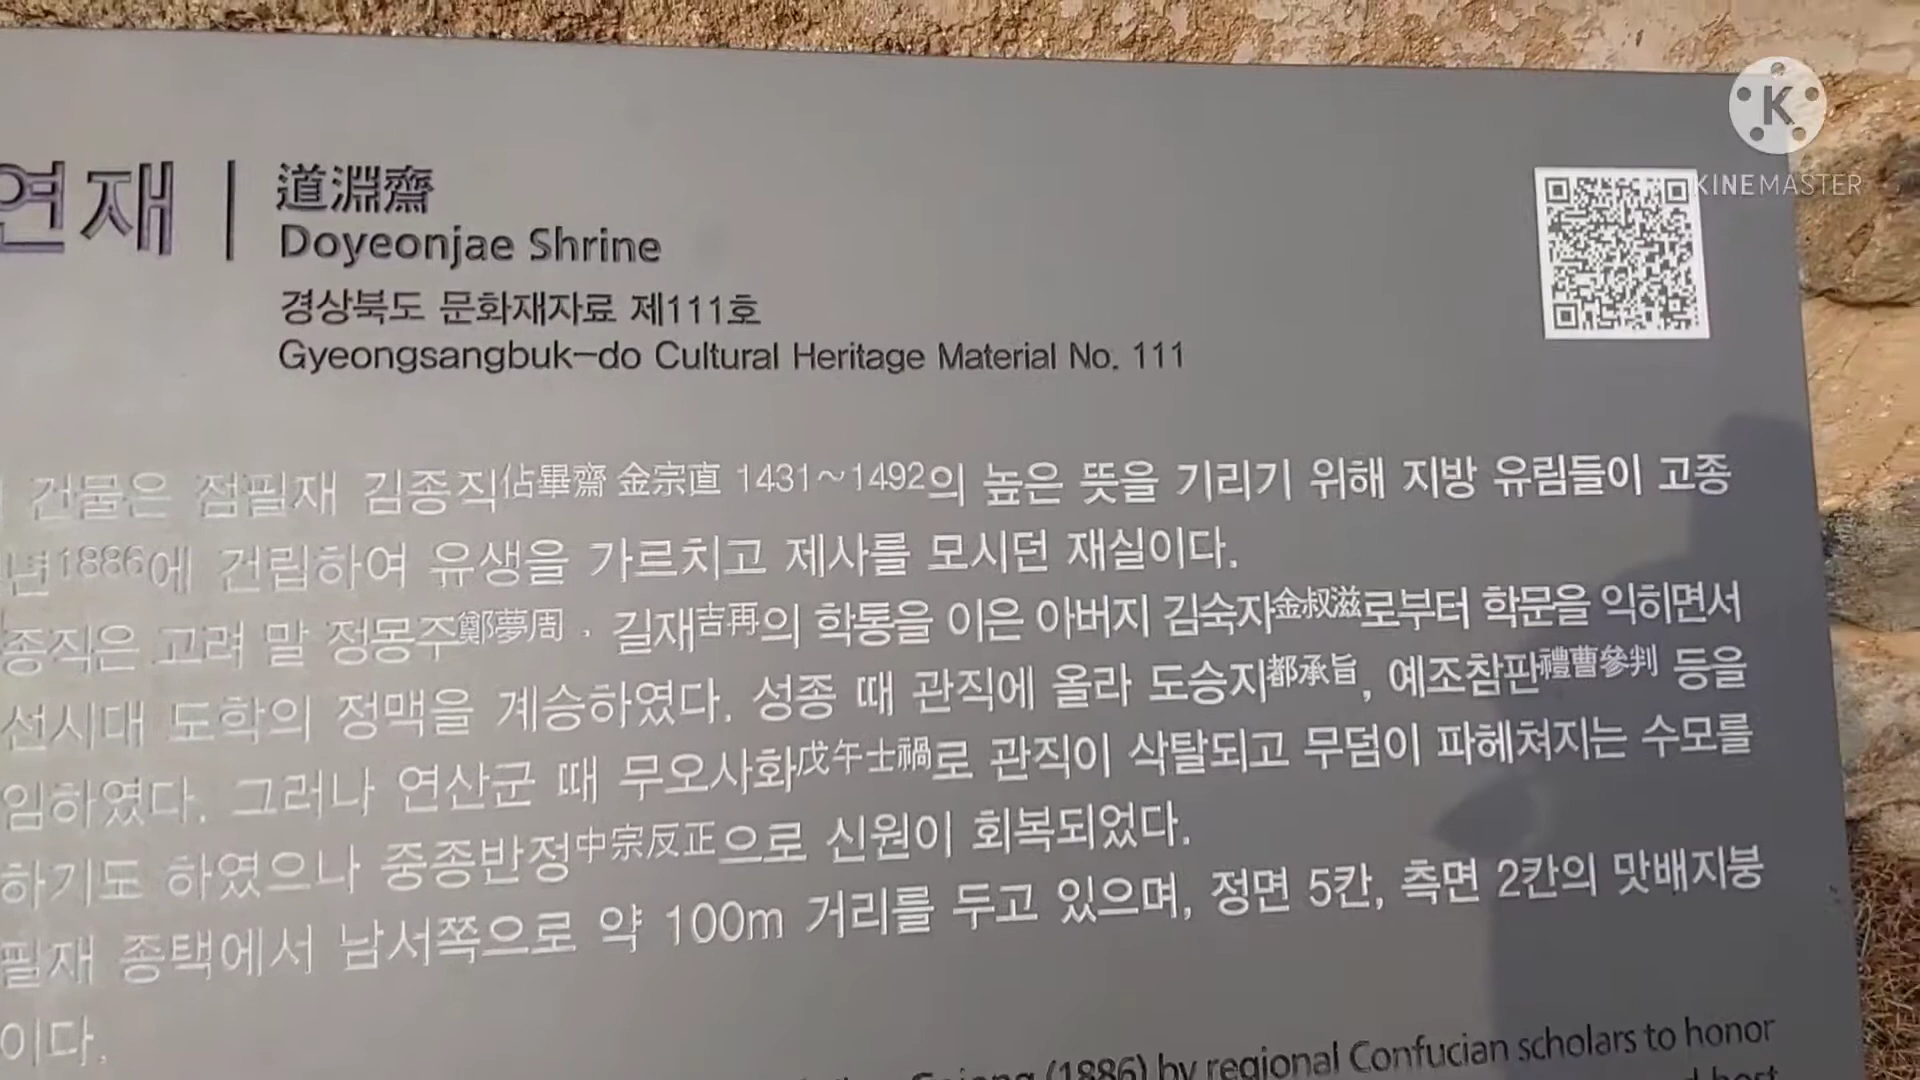 연재 | 道淵齋
Doyeonjae Shrine
경상북도 문화재자료 제111호
Gyeongsangbuk-do Cultural Heritage Material No. 111
KINEMASTER
건물은 점필재 김종직佔畢齋 金宗直 1431~1492의 높은 뜻을 기리기 위해 지방 유림들이 고종
년1886에 건립하여 유생을 가르치고 제사를 모시던 재실이다.
종직은 고려 말 정몽주鄭夢周 · 길재吉再의 학통을 이은 아버지 김숙자金叔滋로부터 학문을 익히면서
선시대 도학의 정맥을 계승하였다. 성종 때 관직에 올라 도승지都承旨, 예조참판禮曹參判 등을
임하였다. 그러나 연산군 때 무오사화戊午士禍로 관직이 삭탈되고 무덤이 파헤쳐지는 수모를
하기도 하였으나 중종반정中宗反正으로 신원이 회복되었다.
필재 종택에서 남서쪽으로 약 100m 거리를 두고 있으며, 정면 5칸, 측면 2칸의 맛배지붕
이다.
(1886) by regional Confucian scholars to honor